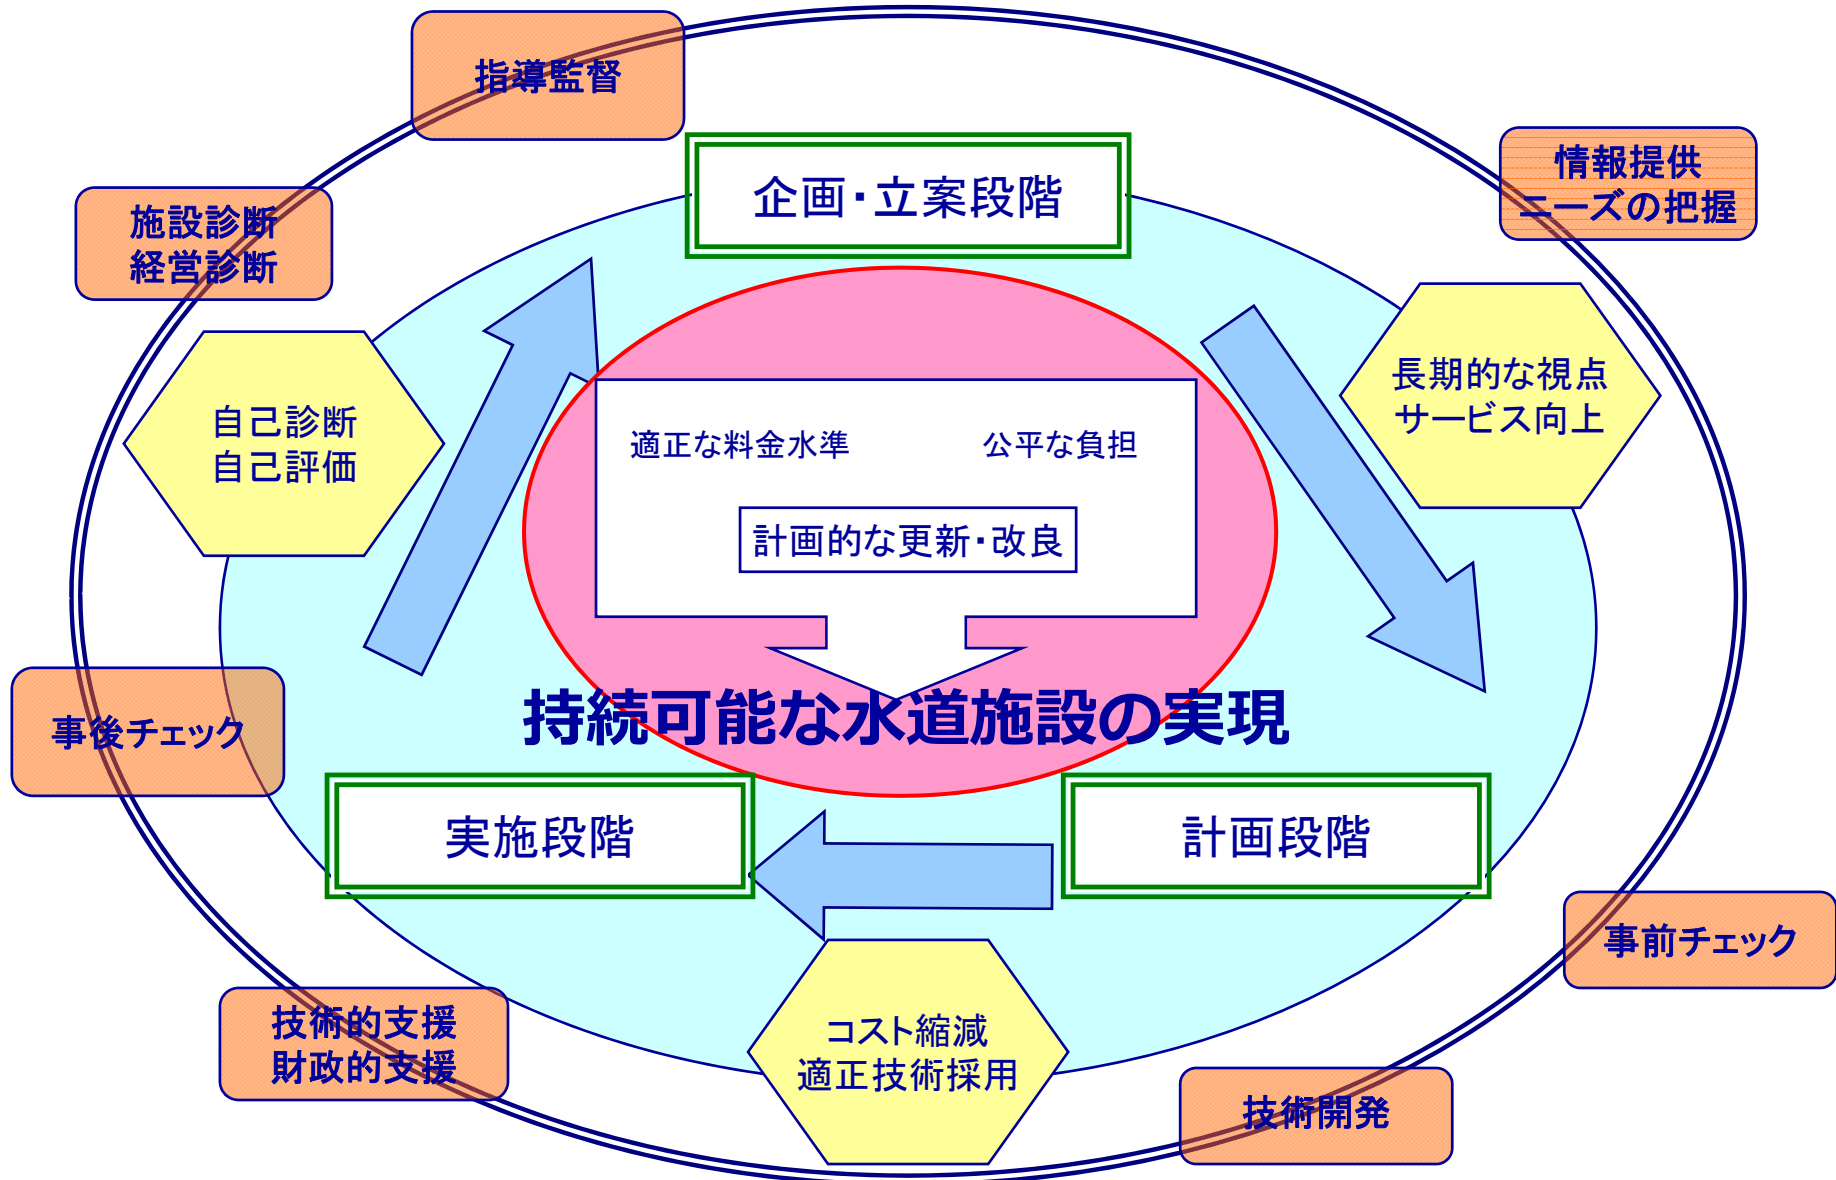 指導監督
企画・立案段階
情報提供
ニーズの把握
施設診断
経営診断
長期的な視点
サービス向上
自己診断
自己評価
適正な料金水準
公平な負担
計画的な更新・改良
持続可能な水道施設の実現
事後チェック
実施段階
計画段階
事前チェック
技術的支援
財政的支援
コスト縮減
適正技術採用
技術開発